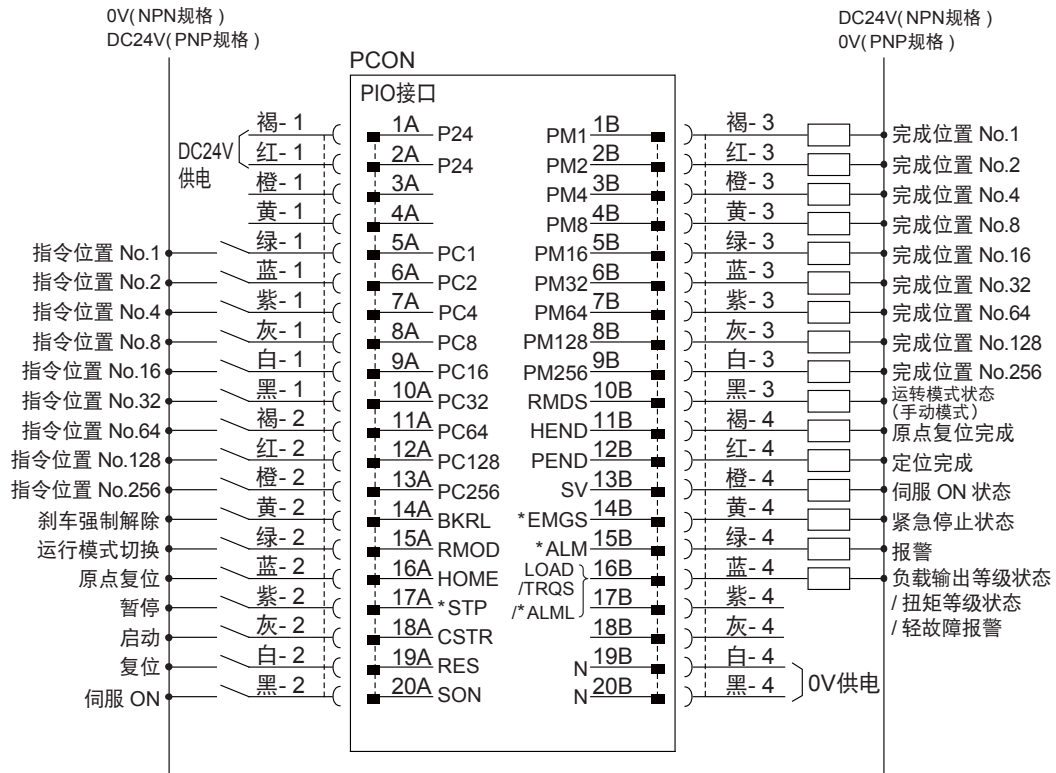 0V(NPN规格)
DC24V(PNP规格)
DC24V(NPN规格)
0V(PNP规格)
PCON
PIO接口
DC24V
供电
褐- 1 1A P24 PM1 1B 褐- 3 完成位置 No.1
红- 1 2A P24 PM2 2B 红- 3 完成位置 No.2
橙- 1 3A PM4 3B 橙- 3 完成位置 No.4
黄- 1 4A PM8 4B 黄- 3 完成位置 No.8
指令位置 No.1 绿- 1 5A PC1 PM16 5B 绿- 3 完成位置 No.16
指令位置 No.2 蓝- 1 6A PC2 PM32 6B 蓝- 3 完成位置 No.32
指令位置 No.4 紫- 1 7A PC4 PM64 7B 紫- 3 完成位置 No.64
指令位置 No.8 灰- 1 8A PC8 PM128 8B 灰- 3 完成位置 No.128
指令位置 No.16 白- 1 9A PC16 PM256 9B 白- 3 完成位置 No.256
指令位置 No.32 黑- 1 10A PC32 RMDS 10B 黑- 3 运转模式状态
(手动模式)
指令位置 No.64 褐- 2 11A PC64 HEND 11B 褐- 4 原点复位完成
指令位置 No.128 红- 2 12A PC128 PEND 12B 红- 4 定位完成
指令位置 No.256 橙- 2 13A PC256 SV 13B 橙- 4 伺服 ON 状态
刹车强制解除 黄- 2 14A BKRL *EMGS 14B 黄- 4 紧急停止状态
运行模式切换 绿- 2 15A RMOD *ALM 15B 绿- 4 报警
原点复位 蓝- 2 16A HOME LOAD 16B 蓝- 4 负载输出等级状态
/TRQS
暂停 紫- 2 17A *STP /*ALML 17B 紫- 4 / 扭矩等级状态
启动 灰- 2 18A CSTR 18B 灰- 4 / 轻故障报警
复位 白- 2 19A RES N 19B 白- 4
伺服 ON 黑- 2 20A SON N 20B 黑- 4
0V供电